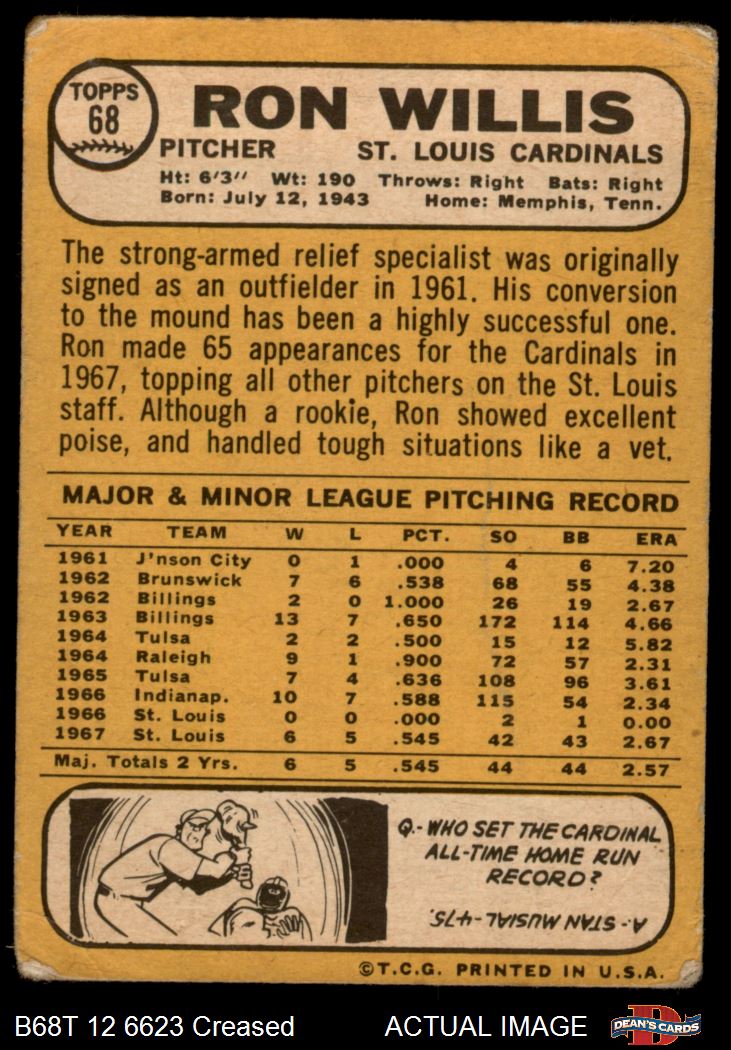 TOPPS
68
RON WILLIS
PITCHER ST. LOUIS CARDINALS
Ht: 6'3" Wt: 190 Throws: Right Bats: Right
Born: July 12, 1943 Home: Memphis, Tenn.
The strong-armed relief specialist was originally
signed as an outfielder in 1961. His conversion
to the mound has been a highly successful one.
Ron made 65 appearances for the Cardinals in
1967, topping all other pitchers on the St. Louis
staff. Although a rookie, Ron showed excellent
poise, and handled tough situations like a vet.
MAJOR & MINOR LEAGUE PITCHING RECORD
YEAR TEAM W L PCT. SO BB ERA
1961 J'nson City 0 1 .000 4 6 7.20
1962 Brunswick 7 6 .538 68 55 4.38
1962 Billings 2 0 1.000 26 19 2.67
1963 Billings 13 7 .650 172 114 4.66
1964 Tulsa 2 2 .500 15 12 5.82
1964 Raleigh 9 1 .900 72 57 2.31
1965 Tulsa 7 4 .636 108 96 3.61
1966 Indianap. 10 7 .588 115 54 2.34
1966 St. Louis 0 0 .000 2 1 0.00
1967 St. Louis 6 5 .545 42 43 2.67
Maj. Totals 2 Yrs. 6 5 .545 44 44 2.57
Q.- WHO SET THE CARDINAL
ALL-TIME HOME RUN
RECORD?
A.- STAN MUSIAL - 475.
©T.C.G. PRINTED IN U.S.A.
B68T 12 6623 Creased ACTUAL IMAGE
DEAN'S CARDS